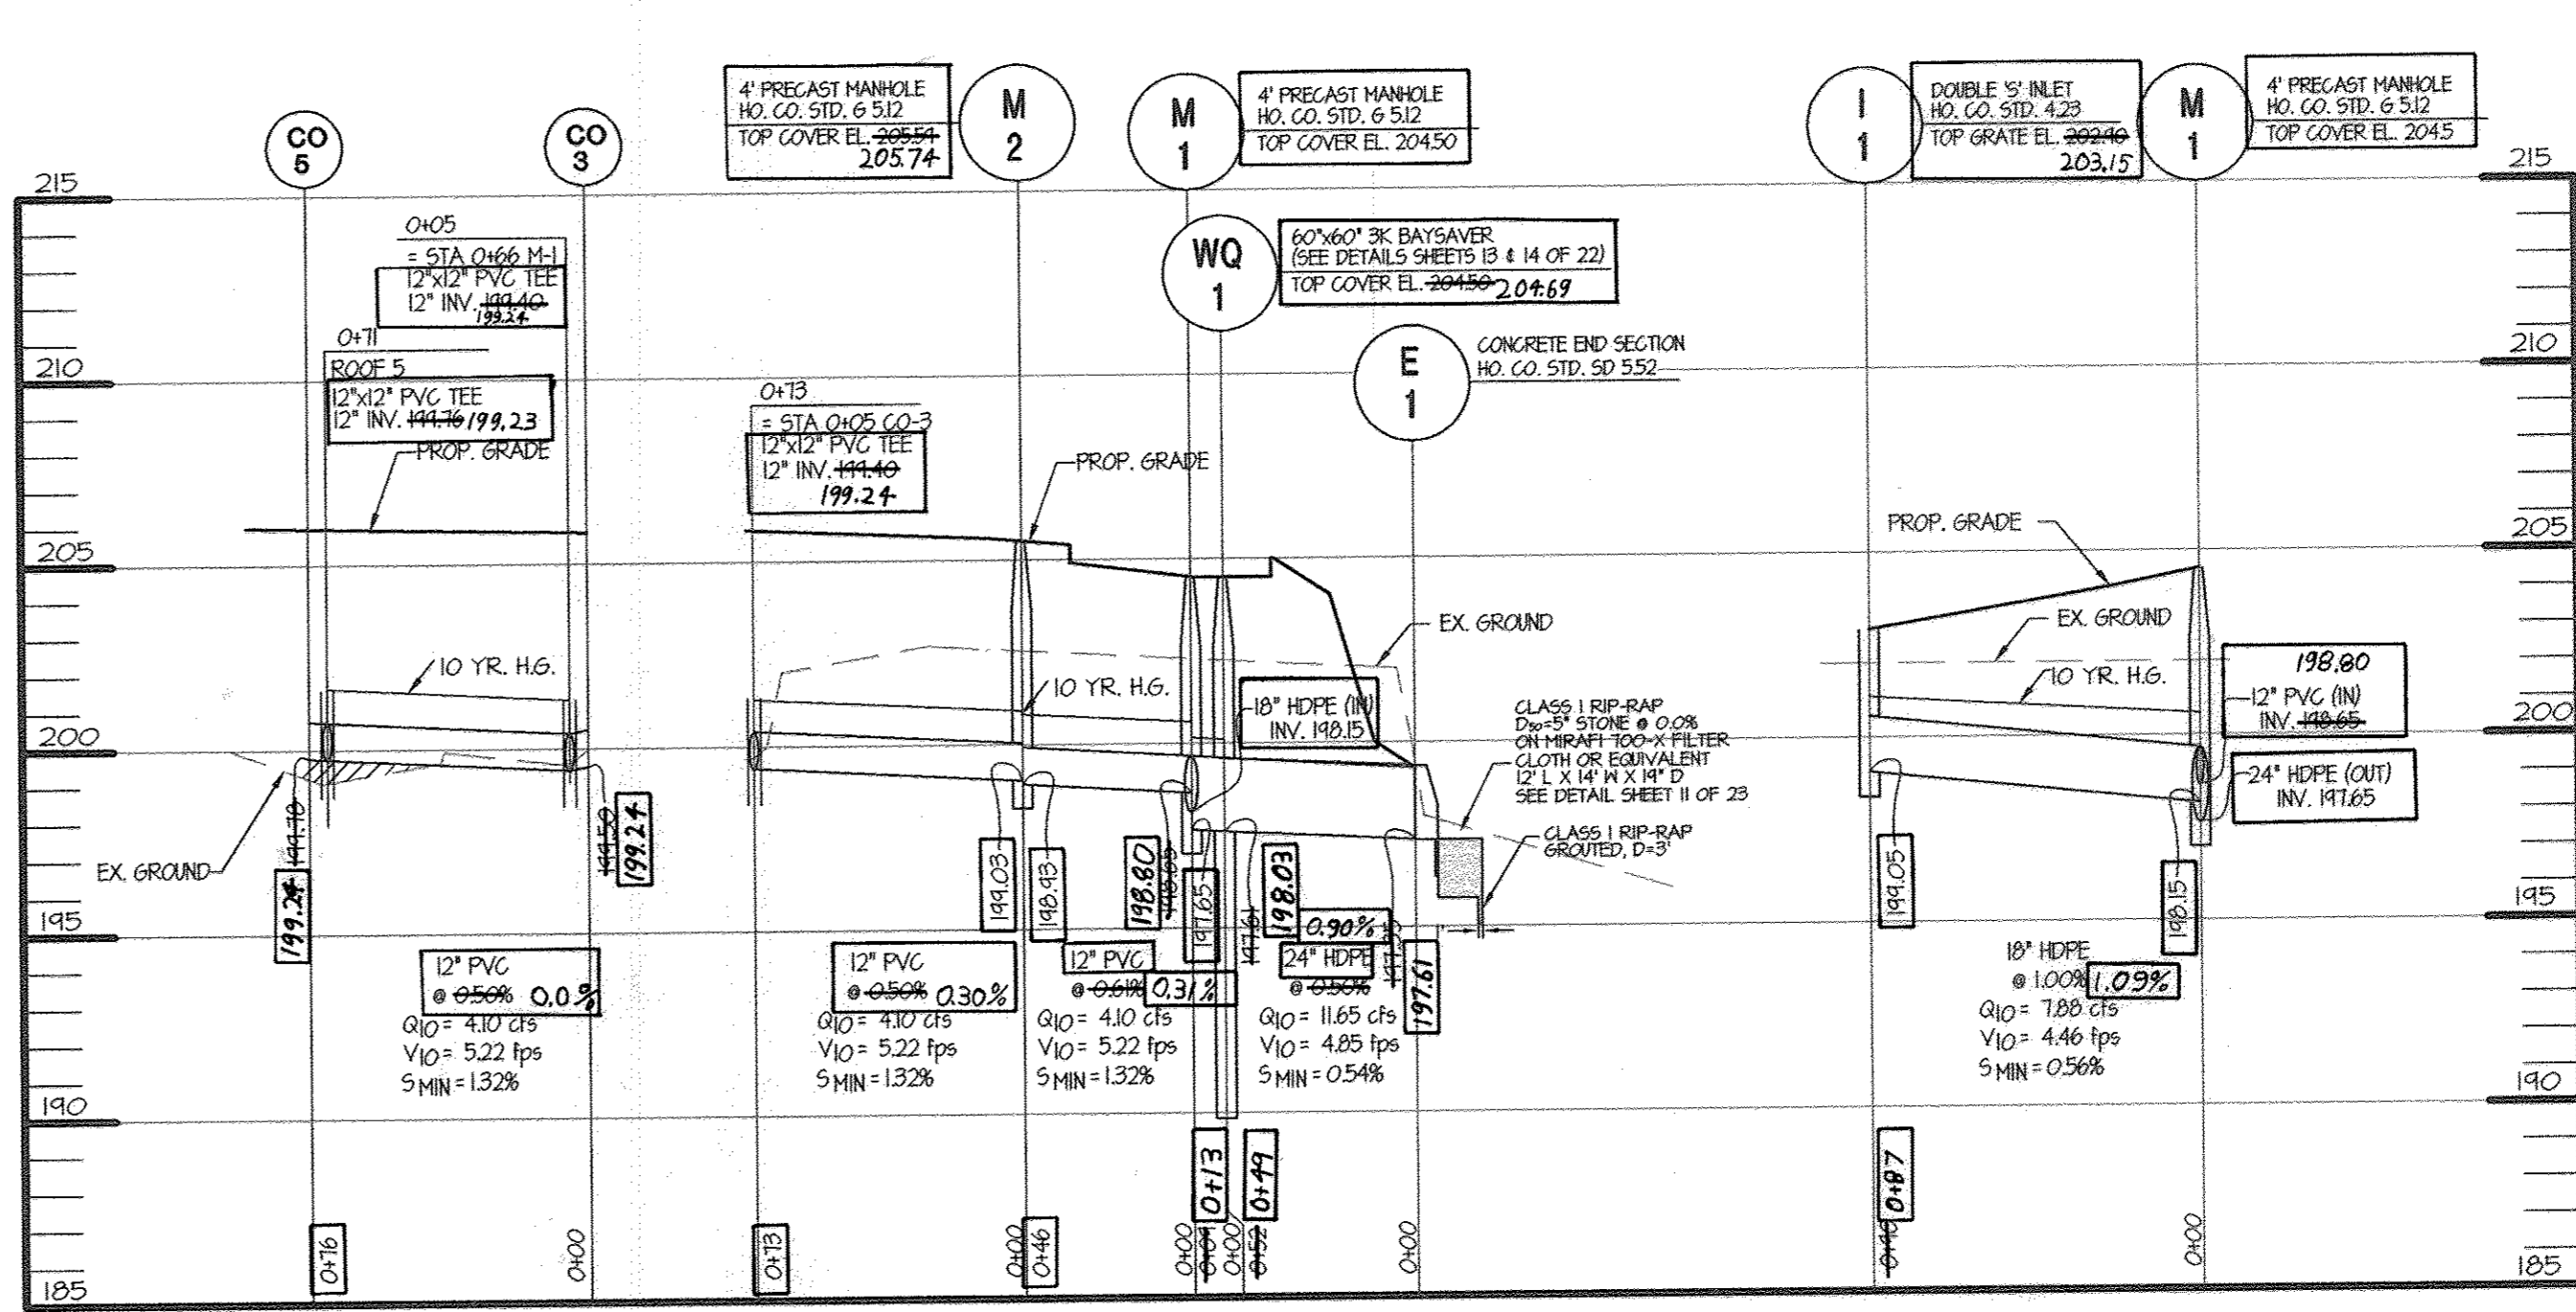 CO
5
CO
3
4' PRECAST MANHOLE
HO. CO. STD. G 5.12
TOP COVER EL. 205.54
205.74
M
2
M
1
4' PRECAST MANHOLE
HO. CO. STD. G 5.12
TOP COVER EL. 204.50
I
1
DOUBLE 'S' INLET
HO. CO. STD. 4.23
TOP GRATE EL. 202.90
203.15
M
1
4' PRECAST MANHOLE
HO. CO. STD. G 5.12
TOP COVER EL. 204.5
215
215
0+05
= STA 0+66 M-1
12"x12" PVC TEE
12" INV. 199.40
199.24
WQ
1
60"x60" 3K BAYSAVER
(SEE DETAILS SHEETS 13 & 14 OF 22)
TOP COVER EL. 204.50 204.69
0+71
ROOF 5
12"x12" PVC TEE
12" INV. 199.76 199.23
PROP. GRADE
210
210
E
1
CONCRETE END SECTION
HO. CO. STD. SD 5.52
0+73
= STA 0+05 CO-3
12"x12" PVC TEE
12" INV. 199.40
199.24
PROP. GRADE
PROP. GRADE
205
205
EX. GROUND
EX. GROUND
10 YR. H.G.
10 YR. H.G.
10 YR. H.G.
18" HDPE (IN)
INV. 198.15
198.80
12" PVC (IN)
INV. 198.65
24" HDPE (OUT)
INV. 197.65
CLASS I RIP-RAP
D50=5" STONE @ 0.0%
ON MIRAFI 700-X FILTER
CLOTH OR EQUIVALENT
12' L X 14' W X 19" D
SEE DETAIL SHEET 11 OF 23
CLASS I RIP-RAP
GROUTED, D=3'
200
200
EX. GROUND
199.78
199.24
199.50
199.24
199.03
198.93
198.80
198.65
197.65
197.61
198.03
197.61
199.05
198.15
195
195
12" PVC
@ 0.50% 0.0%
Q10 = 4.10 cfs
V10 = 5.22 fps
S MIN = 1.32%
12" PVC
@ 0.50% 0.30%
Q10 = 4.10 cfs
V10 = 5.22 fps
S MIN = 1.32%
12" PVC
@ 0.61% 0.31%
Q10 = 4.10 cfs
V10 = 5.22 fps
S MIN = 1.32%
0.90%
24" HDPE
@ 0.50%
Q10 = 11.65 cfs
V10 = 4.85 fps
S MIN = 0.54%
18" HDPE
@ 1.00% 1.09%
Q10 = 7.88 cfs
V10 = 4.46 fps
S MIN = 0.56%
190
190
0+76
0+00
0+73
0+00
0+46
0+00
0+13
0+00
0+52
0+49
0+00
0+87
0+00
185
185